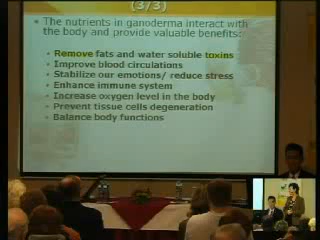 (3/3)
• The nutrients in ganoderma interact with
the body and provide valuable benefits:
• Remove fats and water soluble toxins
• Improve blood circulations
• Stabilize our emotions/ reduce stress
• Enhance immune system
• Increase oxygen level in the body
• Prevent tissue cells degeneration
• Balance body functions